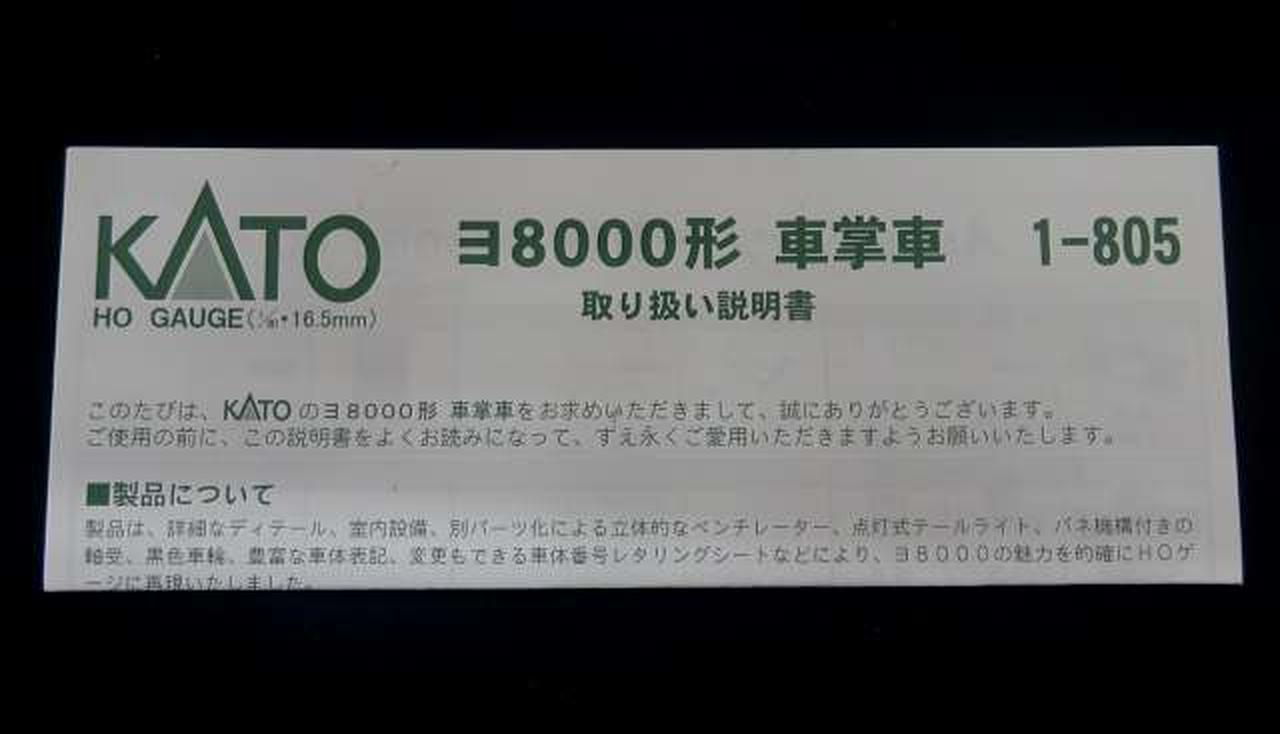 KATO
HO GAUGE(1/80・16.5mm)
ヨ8000形 車掌車 1-805
取り扱い説明書
このたびは、KATOのヨ8000形 車掌車をお求めいただきまして、誠にありがとうございます。
ご使用の前に、この説明書をよくお読みになって、すえ永くご愛用いただきますようお願いいたします。
■製品について
製品は、詳細なディテール、室内設備、別パーツ化による立体的なベンチレーター、点灯式テールライト、バネ機構付きの
軸受、黒色車輪、豊富な車体表記、変更もできる車体番号レタリングシートなどにより、ヨ8000の魅力を的確にHOゲ
ージに再現いたしました。